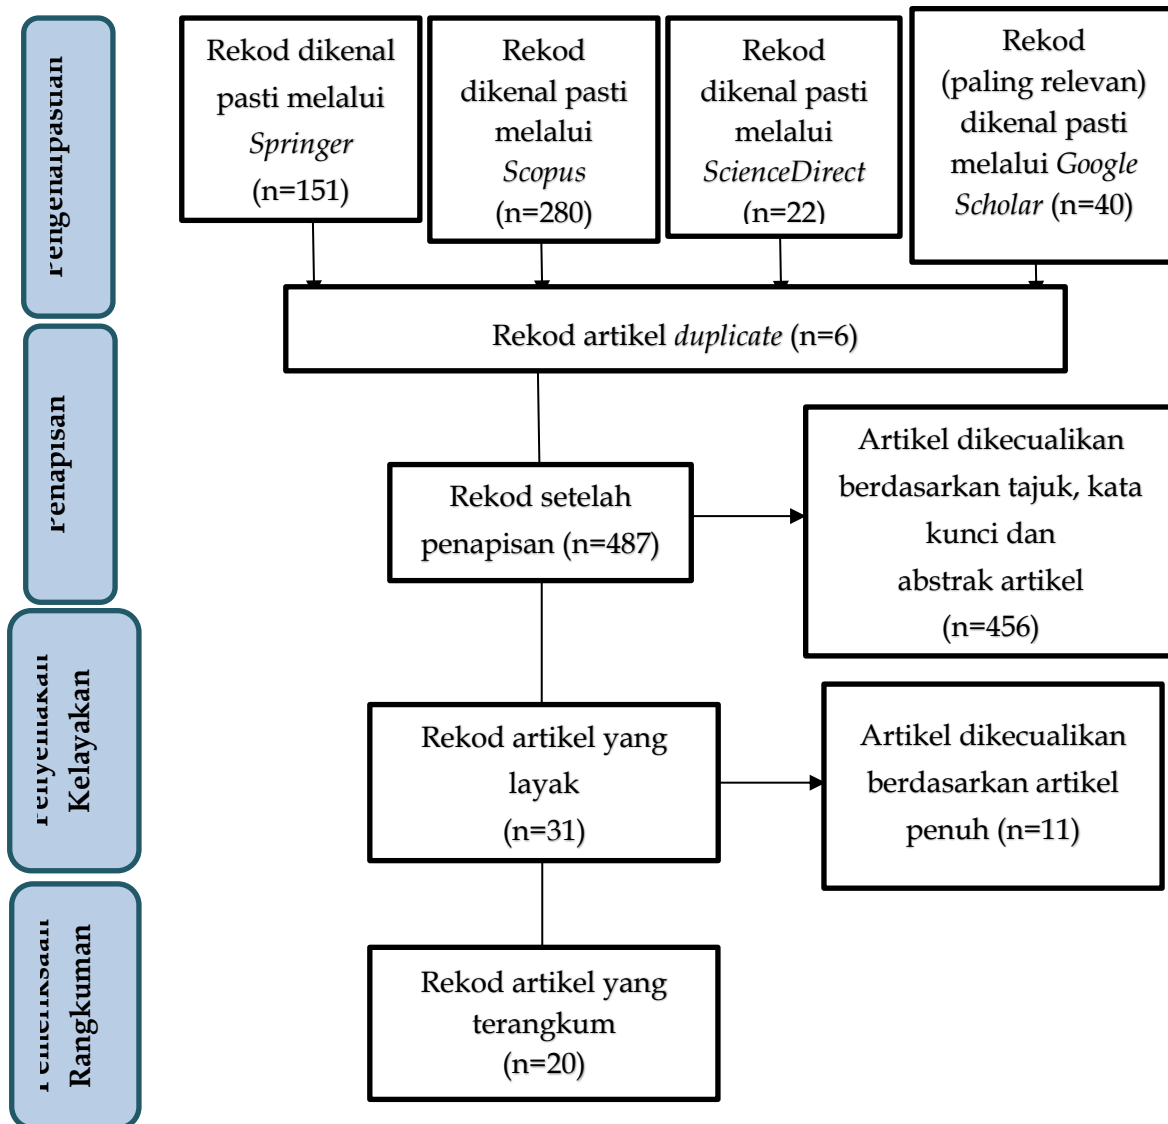 Pengenalpastian
Rekod dikenal
pasti melalui
Springer
(n=151)
Rekod
dikenal pasti
melalui
Scopus
(n=280)
Rekod
dikenal pasti
melalui
ScienceDirect
(n=22)
Rekod
(paling relevan)
dikenal pasti
melalui Google
Scholar (n=40)
Rekod artikel duplicate (n=6)
Penapisan
Rekod setelah
penapisan (n=487)
Artikel dikecualikan
berdasarkan tajuk, kata
kunci dan
abstrak artikel
(n=456)
Penyemakan
Kelayakan
Rekod artikel yang
layak
(n=31)
Artikel dikecualikan
berdasarkan artikel
penuh (n=11)
Pemeriksaan
Rangkuman
Rekod artikel yang
terangkum
(n=20)